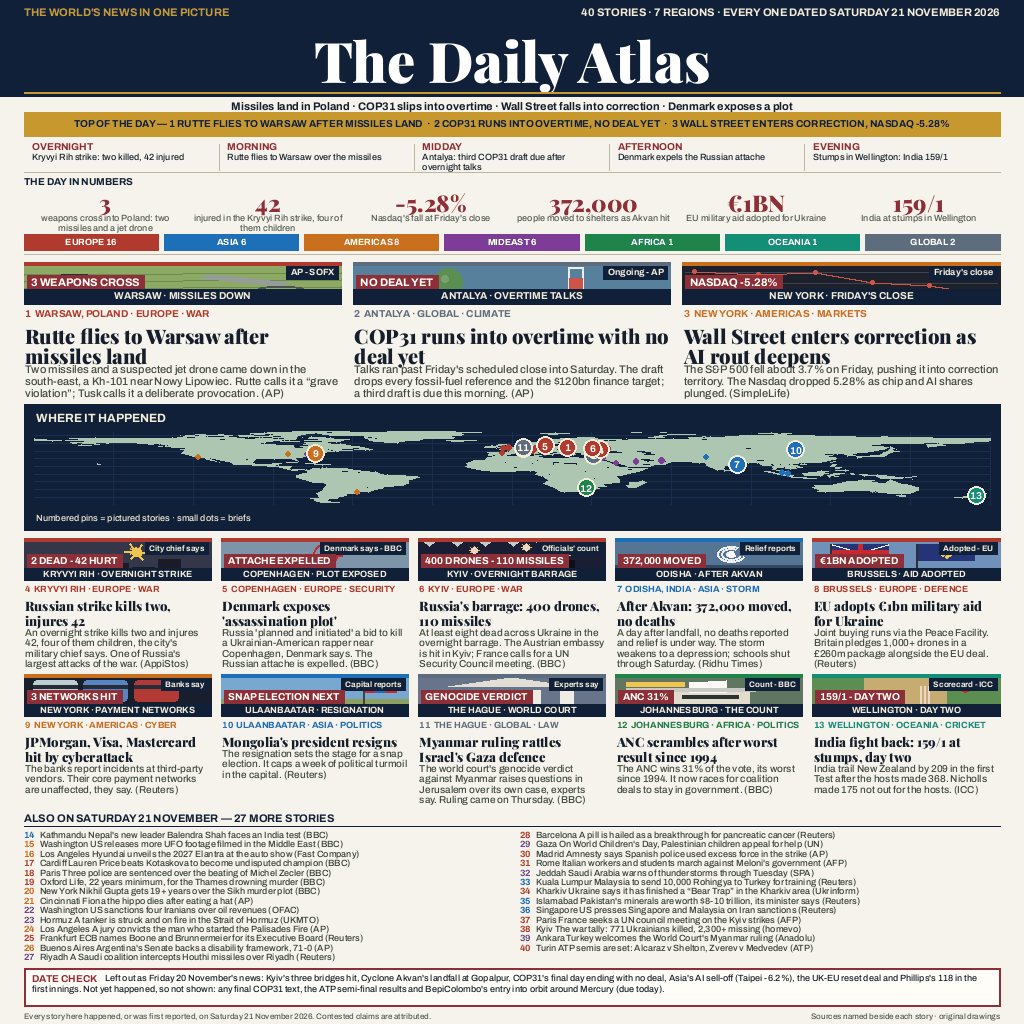 THE WORLD'S NEWS IN ONE PICTURE
40 STORIES · 7 REGIONS · EVERY ONE DATED SATURDAY 21 NOVEMBER 2026
The Daily Atlas
Missiles land in Poland · COP31 slips into overtime · Wall Street falls into correction · Denmark exposes a plot
TOP OF THE DAY — 1 RUTTE FLIES TO WARSAW AFTER MISSILES LAND · 2 COP31 RUNS INTO OVERTIME, NO DEAL YET · 3 WALL STREET ENTERS CORRECTION, NASDAQ -5.28%
OVERNIGHT
Kryvyi Rih strike: two killed, 42 injured
MORNING
Rutte flies to Warsaw over the missiles
MIDDAY
Antalya: third COP31 draft due after
overnight talks
AFTERNOON
Denmark expels the Russian attache
EVENING
Stumps in Wellington: India 159/1
THE DAY IN NUMBERS
3
weapons cross into Poland: two
missiles and a jet drone
42
injured in the Kryvyi Rih strike, four of
them children
-5.28%
Nasdaq's fall at Friday's close
372,000
people moved to shelters as Akvan hit
€1BN
EU military aid adopted for Ukraine
159/1
India at stumps in Wellington
EUROPE 16
ASIA 6
AMERICAS 8
MIDEAST 6
AFRICA 1
OCEANIA 1
GLOBAL 2
AP - SOFX
3 WEAPONS CROSS
WARSAW · MISSILES DOWN
1 WARSAW, POLAND · EUROPE · WAR
Rutte flies to Warsaw after
missiles land
Two missiles and a suspected jet drone came down in the
south-east, a Kh-101 near Nowy Lipowiec. Rutte calls it a “grave
violation”; Tusk calls it a deliberate provocation. (AP)
Ongoing - AP
NO DEAL YET
ANTALYA · OVERTIME TALKS
2 ANTALYA · GLOBAL · CLIMATE
COP31 runs into overtime with no
deal yet
Talks ran past Friday's scheduled close into Saturday. The draft
drops every fossil-fuel reference and the $120bn finance target;
a third draft is due this morning. (AP)
Friday's close
NASDAQ -5.28%
NEW YORK · FRIDAY'S CLOSE
3 NEW YORK · AMERICAS · MARKETS
Wall Street enters correction as
AI rout deepens
The S&P 500 fell about 3.7% on Friday, pushing it into correction
territory. The Nasdaq dropped 5.28% as chip and AI shares
plunged. (SimpleLife)
WHERE IT HAPPENED
9
11
5
1
6
12
7
10
13
Numbered pins = pictured stories · small dots = briefs
City chief says
2 DEAD - 42 HURT
KRYVYI RIH · OVERNIGHT STRIKE
4 KRYVYI RIH · EUROPE · WAR
Russian strike kills two,
injures 42
An overnight strike kills two and injures
42, four of them children, the city's
military chief says. One of Russia's
largest attacks of the war. (AppiStos)
Denmark says - BBC
ATTACHE EXPELLED
COPENHAGEN · PLOT EXPOSED
5 COPENHAGEN · EUROPE · SECURITY
Denmark exposes
'assassination plot'
Russia 'planned and initiated' a bid to kill
a Ukrainian-American rapper near
Copenhagen, Denmark says. The
Russian attache is expelled. (BBC)
Officials' count
400 DRONES - 110 MISSILES
KYIV · OVERNIGHT BARRAGE
6 KYIV · EUROPE · WAR
Russia's barrage: 400 drones,
110 missiles
At least eight dead across Ukraine in the
overnight barrage. The Austrian embassy
is hit in Kyiv; France calls for a UN
Security Council meeting. (BBC)
Relief reports
372,000 MOVED
ODISHA · AFTER AKVAN
7 ODISHA, INDIA · ASIA · STORM
After Akvan: 372,000 moved,
no deaths
A day after landfall, no deaths reported
and relief is under way. The storm
weakens to a depression; schools shut
through Saturday. (Ridhu Times)
Adopted - EU
€1BN ADOPTED
BRUSSELS · AID ADOPTED
8 BRUSSELS · EUROPE · DEFENCE
EU adopts €1bn military aid
for Ukraine
Joint buying runs via the Peace Facility.
Britain pledges 1,000+ drones in a
£260m package alongside the EU deal.
(Reuters)
Banks say
3 NETWORKS HIT
NEW YORK · PAYMENT NETWORKS
9 NEW YORK · AMERICAS · CYBER
JPMorgan, Visa, Mastercard
hit by cyberattack
The banks report incidents at third-party
vendors. Their core payment networks
are unaffected, they say. (Reuters)
Capital reports
SNAP ELECTION NEXT
ULAANBAATAR · RESIGNATION
10 ULAANBAATAR · ASIA · POLITICS
Mongolia's president resigns
The resignation sets the stage for a snap
election. It caps a week of political turmoil
in the capital. (Reuters)
Experts say
GENOCIDE VERDICT
THE HAGUE · WORLD COURT
11 THE HAGUE · GLOBAL · LAW
Myanmar ruling rattles
Israel's Gaza defence
The world court's genocide verdict
against Myanmar raises questions in
Jerusalem over its own case, experts
say. Ruling came on Thursday. (BBC)
Count - BBC
ANC 31%
JOHANNESBURG · THE COUNT
12 JOHANNESBURG · AFRICA · POLITICS
ANC scrambles after worst
result since 1994
The ANC wins 31% of the vote, its worst
since 1994. It now races for coalition
deals to stay in government. (BBC)
Scorecard - ICC
159/1 - DAY TWO
WELLINGTON · DAY TWO
13 WELLINGTON · OCEANIA · CRICKET
India fight back: 159/1 at
stumps, day two
India trail New Zealand by 209 in the first
Test after the hosts made 368. Nicholls
made 175 not out for the hosts. (ICC)
ALSO ON SATURDAY 21 NOVEMBER — 27 MORE STORIES
14 Kathmandu Nepal's new leader Balendra Shah faces an India test (BBC)
15 Washington US releases more UFO footage filmed in the Middle East (BBC)
16 Los Angeles Hyundai unveils the 2027 Elantra at the auto show (Fast Company)
17 Cardiff Lauren Price beats Kotaskova to become undisputed champion (BBC)
18 Paris Three police are sentenced over the beating of Michel Zecler (BBC)
19 Oxford Life, 22 years minimum, for the Thames drowning murder (BBC)
20 New York Nikhil Gupta gets 19+ years over the Sikh murder plot (BBC)
21 Cincinnati Fiona the hippo dies after eating a hat (AP)
22 Washington US sanctions four Iranians over oil revenues (OFAC)
23 Hormuz A tanker is struck and on fire in the Strait of Hormuz (UKMTO)
24 Los Angeles A jury convicts the man who started the Palisades Fire (AP)
25 Frankfurt ECB names Boone and Brunnermeier for its Executive Board (Reuters)
26 Buenos Aires Argentina's Senate backs a disability framework, 71-0 (AP)
27 Riyadh A Saudi coalition intercepts Houthi missiles over Riyadh (Reuters)
28 Barcelona A pill is hailed as a breakthrough for pancreatic cancer (Reuters)
29 Gaza On World Children's Day, Palestinian children appeal for help (UN)
30 Madrid Amnesty says Spanish police used excess force in the strike (AP)
31 Rome Italian workers and students march against Meloni's government (AFP)
32 Jeddah Saudi Arabia warns of thunderstorms through Tuesday (SPA)
33 Kuala Lumpur Malaysia to send 10,000 Rohingya to Turkey for training (Reuters)
34 Kharkiv Ukraine says it has finished a "Bear Trap" in the Kharkiv area (Ukrinform)
35 Islamabad Pakistan's minerals are worth $8-10 trillion, its minister says (Reuters)
36 Singapore US presses Singapore and Malaysia on Iran sanctions (Reuters)
37 Paris France seeks a UN council meeting on the Kyiv strikes (AFP)
38 Kyiv The war tally: 771 Ukrainians killed, 2,300+ missing (homevo)
39 Ankara Turkey welcomes the World Court's Myanmar ruling (Anadolu)
40 Turin ATP semis are set: Alcaraz v Shelton, Zverev v Medvedev (ATP)
DATE CHECK Left out as Friday 20 November's news: Kyiv's three bridges hit, Cyclone Akvan's landfall at Gopalpur, COP31's final day ending with no deal, Asia's AI sell-off (Taipei -6.2%), the UK-EU reset deal and Phillips's 118 in the
first innings. Not yet happened, so not shown: any final COP31 text, the ATP semi-final results and BepiColombo's entry into orbit around Mercury (due today).
Every story here happened, or was first reported, on Saturday 21 November 2026. Contested claims are attributed.
Sources named beside each story · original drawings